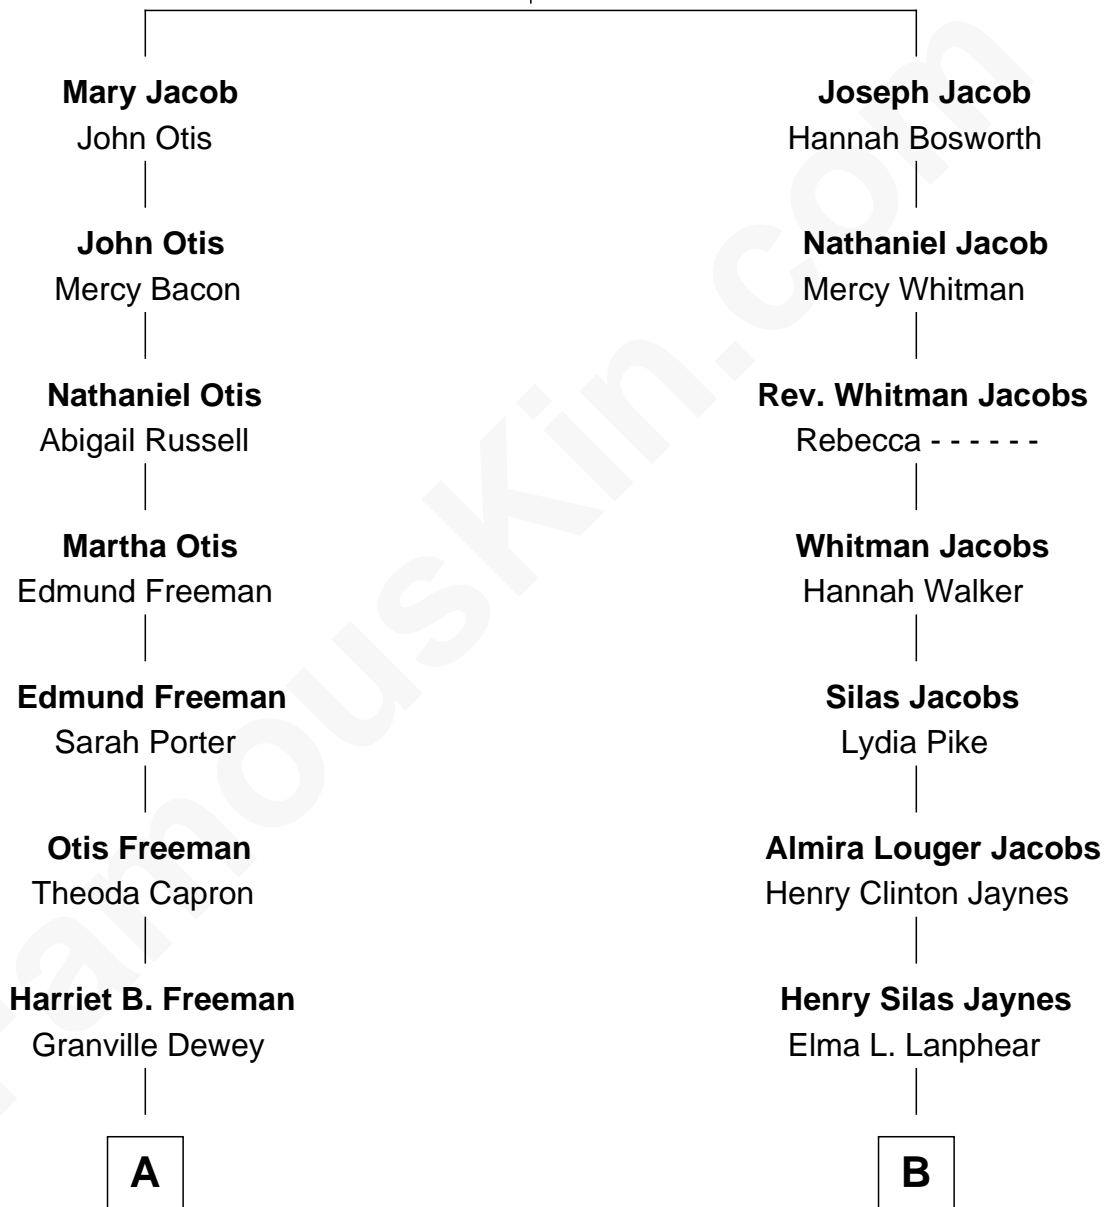 Mary Jacob
John Otis
Joseph Jacob
Hannah Bosworth
John Otis
Mercy Bacon
Nathaniel Jacob
Mercy Whitman
Nathaniel Otis
Abigail Russell
Rev. Whitman Jacobs
Rebecca - - - - - -
Martha Otis
Edmund Freeman
Whitman Jacobs
Hannah Walker
Edmund Freeman
Sarah Porter
Silas Jacobs
Lydia Pike
Otis Freeman
Theoda Capron
Almira Louger Jacobs
Henry Clinton Jaynes
Harriet B. Freeman
Granville Dewey
Henry Silas Jaynes
Elma L. Lanphear
A
B
FamousKin.com